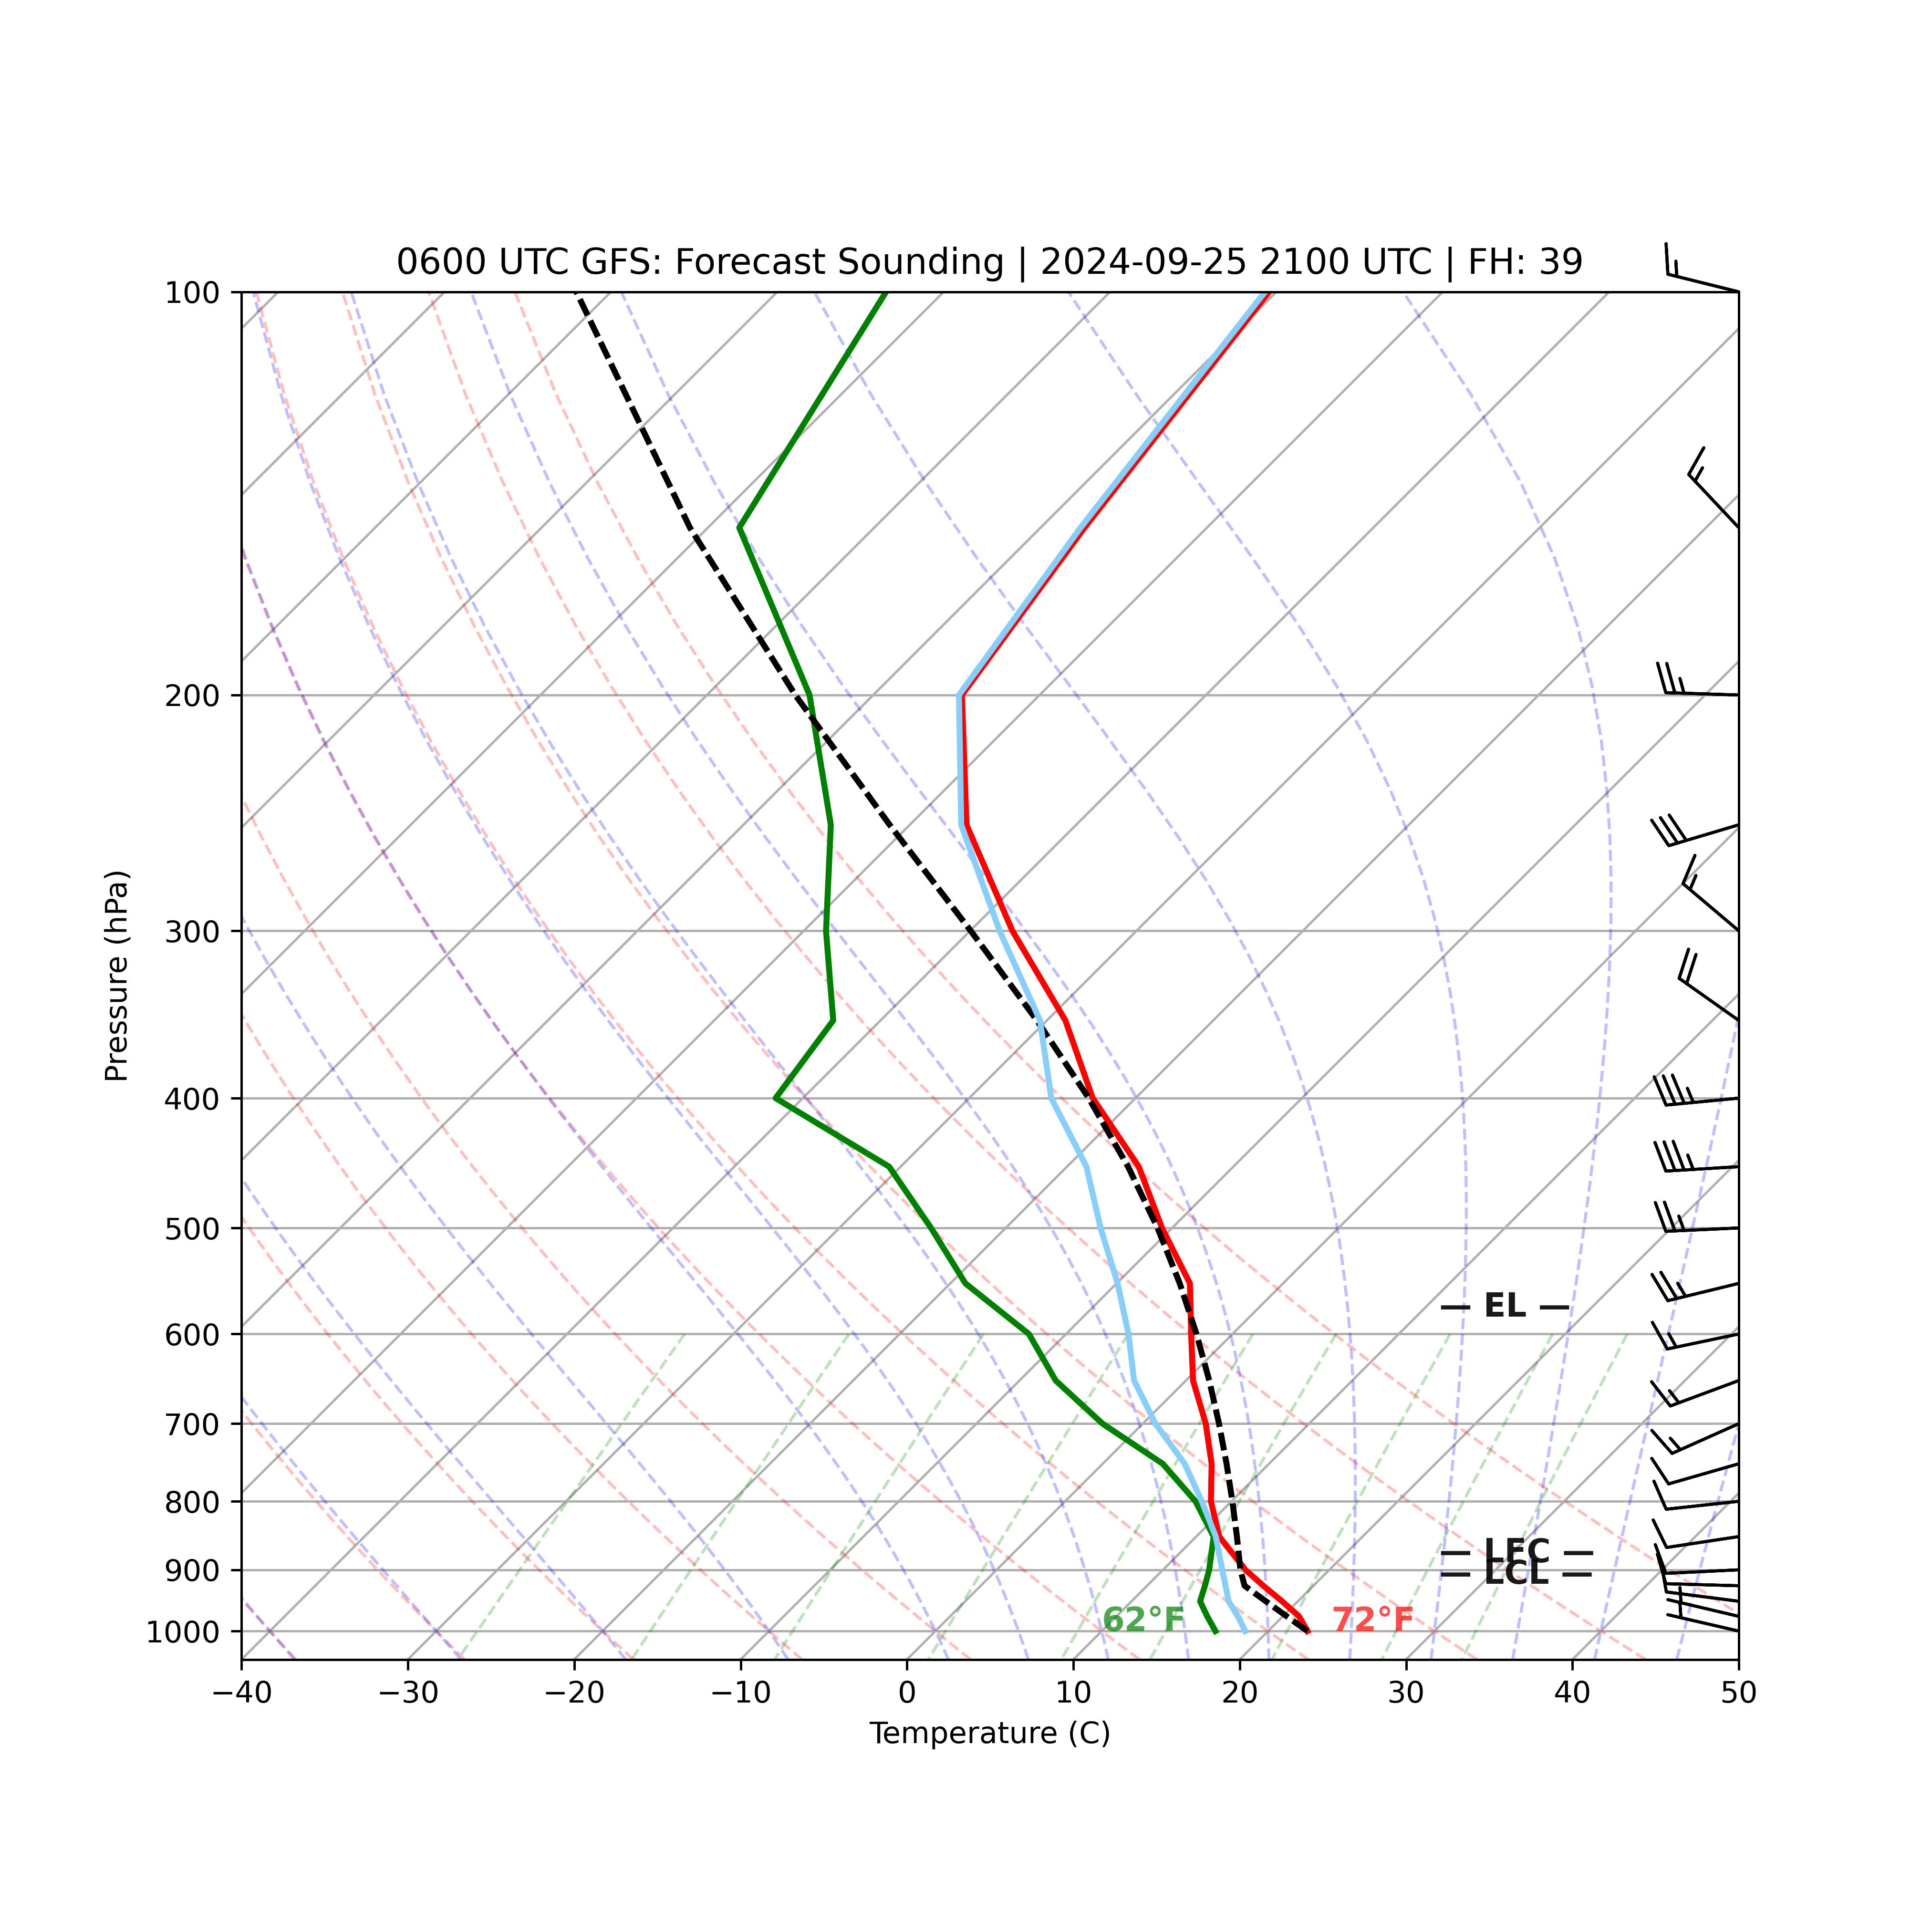 0600 UTC GFS: Forecast Sounding | 2024-09-25 2100 UTC | FH: 39
100
200
300
400
500
600
700
800
900
1000
Pressure (hPa)
— EL —
— LFC —
— LCL —
62°F
72°F
−40 −30 −20 −10 0 10 20 30 40 50
Temperature (C)